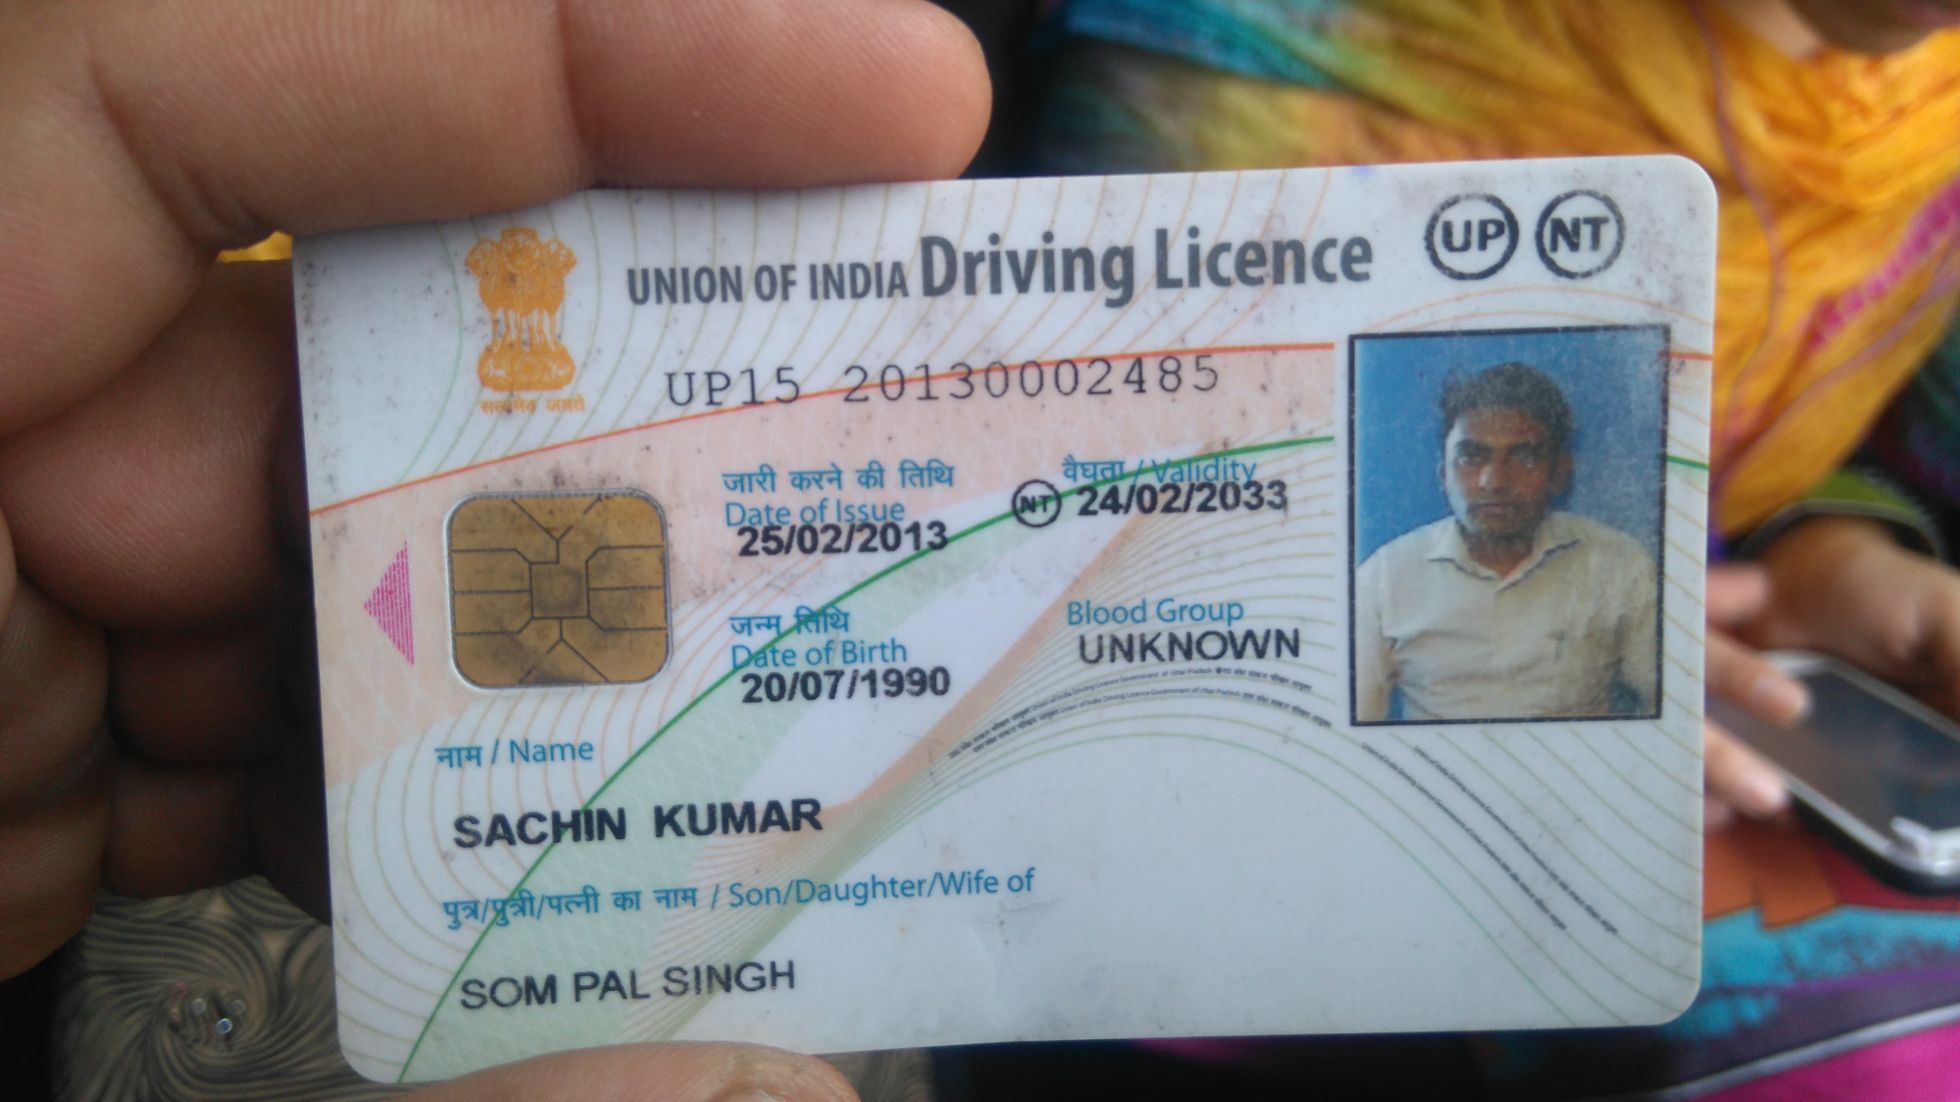 UNION OF INDIA Driving Licence UP NT
सत्यमेव जयते
UP15 20130002485
जारी करने की तिथि
Date of Issue
25/02/2013
वैधता / Validity
NT 24/02/2033
जन्म तिथि
Date of Birth
20/07/1990
Blood Group
UNKNOWN
नाम / Name
SACHIN KUMAR
पुत्र/पुत्री/पत्नी का नाम / Son/Daughter/Wife of
SOM PAL SINGH